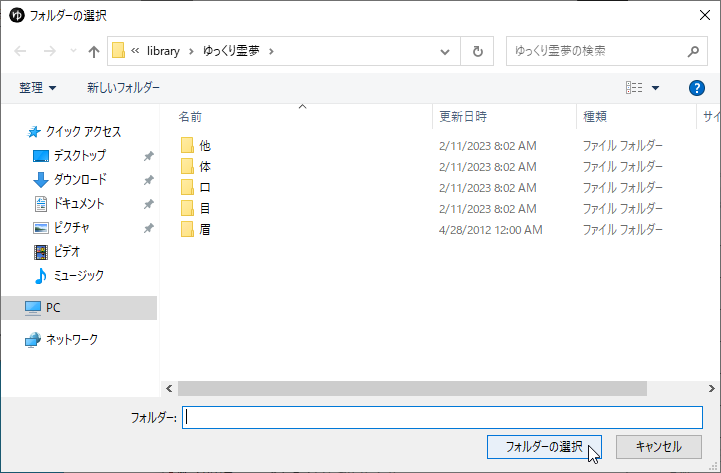 ゆ フォルダーの選択
« library › ゆっくり霊夢 › ゆっくり霊夢の検索
整理 新しいフォルダー ?
名前 更新日時 種類 サイ
クイック アクセス
デスクトップ
ダウンロード
ドキュメント
ピクチャ
ビデオ
ミュージック
PC
ネットワーク
他 2/11/2023 8:02 AM ファイル フォルダー
体 2/11/2023 8:02 AM ファイル フォルダー
口 2/11/2023 8:02 AM ファイル フォルダー
目 2/11/2023 8:02 AM ファイル フォルダー
眉 4/28/2012 12:00 AM ファイル フォルダー
フォルダー:
フォルダーの選択 キャンセル